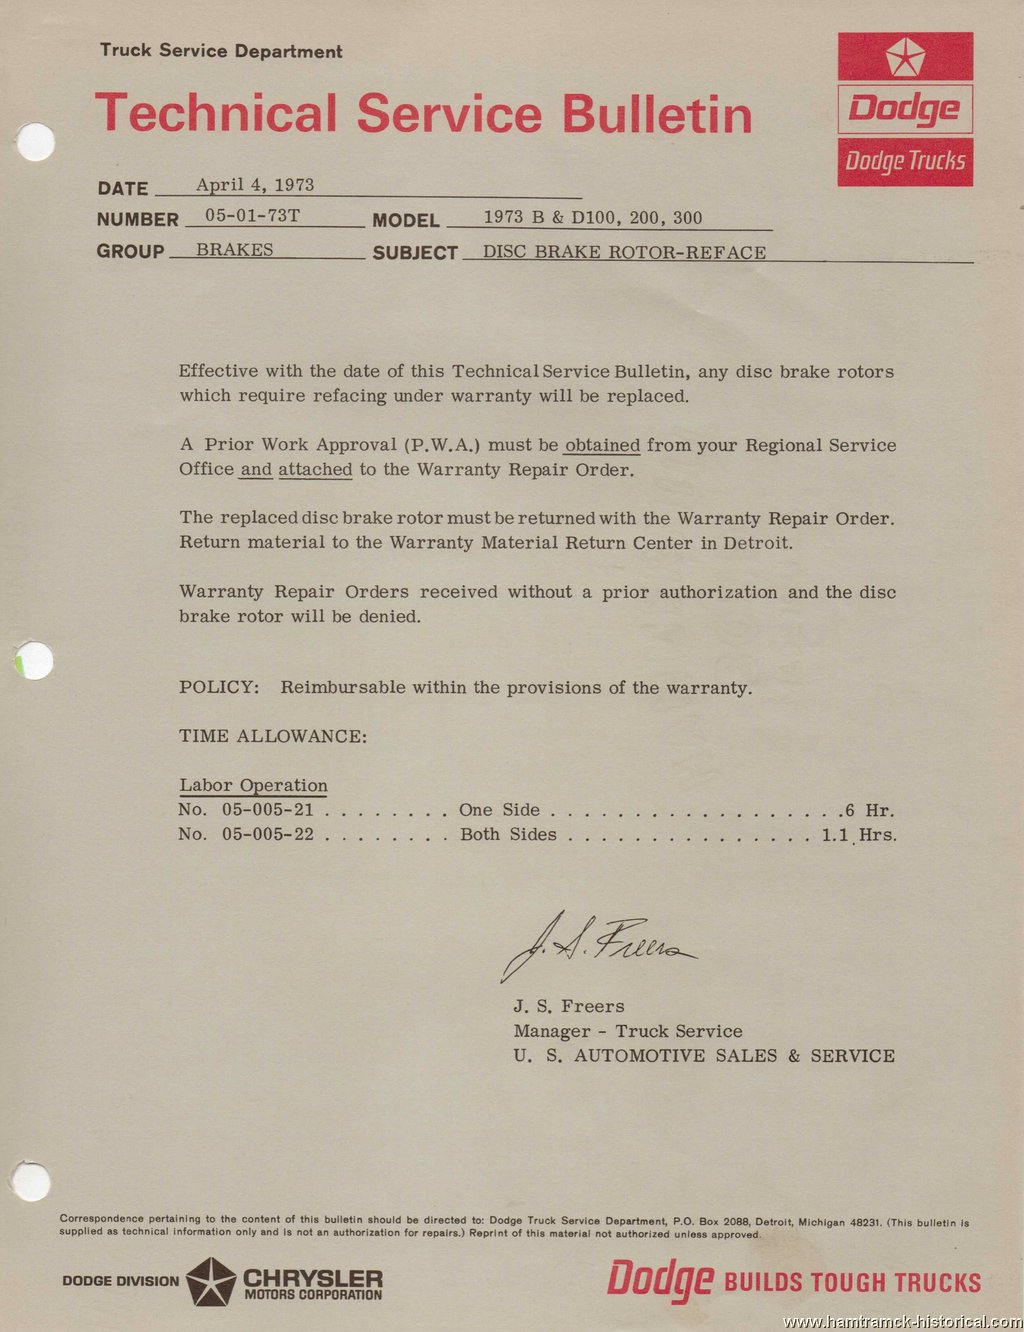 Truck Service Department
Technical Service Bulletin
Dodge
Dodge Trucks
DATE April 4, 1973
NUMBER 05-01-73T MODEL 1973 B & D100, 200, 300
GROUP BRAKES SUBJECT DISC BRAKE ROTOR-REFACE
Effective with the date of this Technical Service Bulletin, any disc brake rotors
which require refacing under warranty will be replaced.
A Prior Work Approval (P.W.A.) must be obtained from your Regional Service
Office and attached to the Warranty Repair Order.
The replaced disc brake rotor must be returned with the Warranty Repair Order.
Return material to the Warranty Material Return Center in Detroit.
Warranty Repair Orders received without a prior authorization and the disc
brake rotor will be denied.
POLICY: Reimbursable within the provisions of the warranty.
TIME ALLOWANCE:
Labor Operation
No. 05-005-21 . . . . . . . . One Side . . . . . . . . . . . . . . . . . .6 Hr.
No. 05-005-22 . . . . . . . . Both Sides . . . . . . . . . . . . . . . 1.1 Hrs.
J. S. Freers
J. S. Freers
Manager - Truck Service
U. S. AUTOMOTIVE SALES & SERVICE
Correspondence pertaining to the content of this bulletin should be directed to: Dodge Truck Service Department, P.O. Box 2088, Detroit, Michigan 48231. (This bulletin is
supplied as technical information only and is not an authorization for repairs.) Reprint of this material not authorized unless approved.
DODGE DIVISION CHRYSLER
MOTORS CORPORATION
Dodge BUILDS TOUGH TRUCKS
www.hamtramck-historical.com